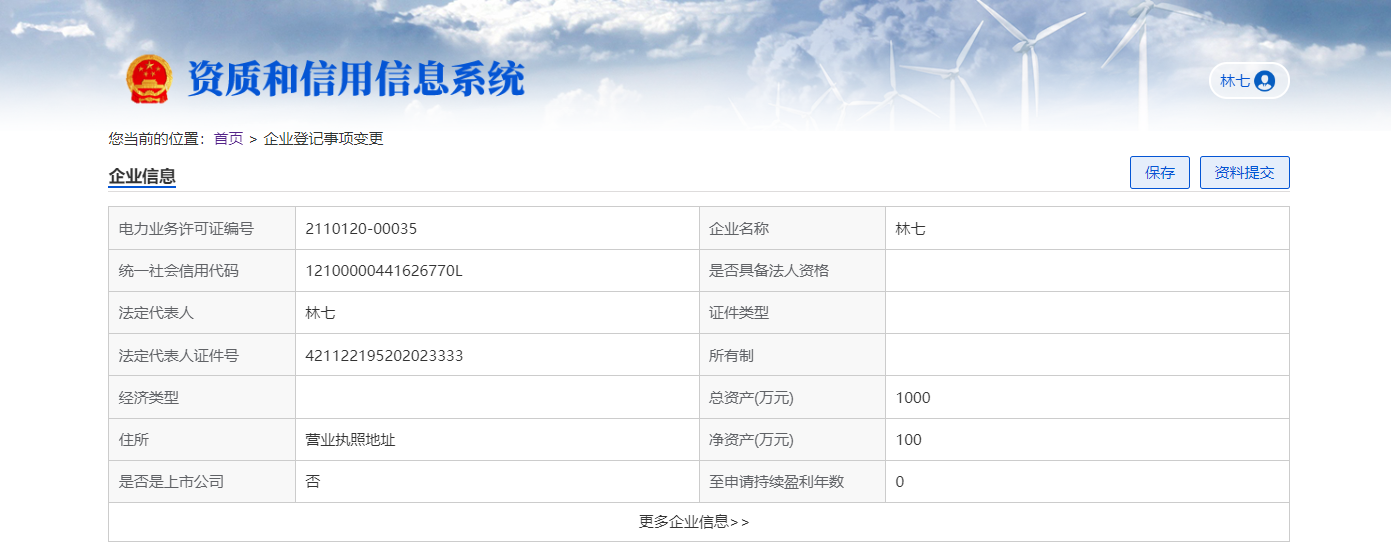 资质和信用信息系统
林七
您当前的位置：首页 > 企业登记事项变更
企业信息
保存
资料提交
电力业务许可证编号 2110120-00035 企业名称 林七
统一社会信用代码 12100000441626770L 是否具备法人资格
法定代表人 林七 证件类型
法定代表人证件号 421122195202023333 所有制
经济类型 总资产(万元) 1000
住所 营业执照地址 净资产(万元) 100
是否是上市公司 否 至申请持续盈利年数 0
更多企业信息>>